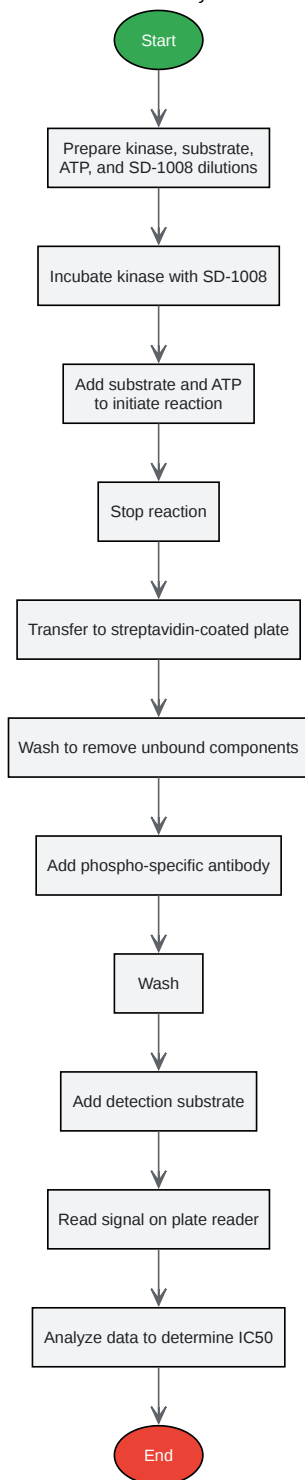 Start
Prepare kinase, substrate,
ATP, and SD-1008 dilutions
Incubate kinase with SD-1008
Add substrate and ATP
to initiate reaction
Stop reaction
Transfer to streptavidin-coated plate
Wash to remove unbound components
Add phospho-specific antibody
Wash
Add detection substrate
Read signal on plate reader
Analyze data to determine IC50
End